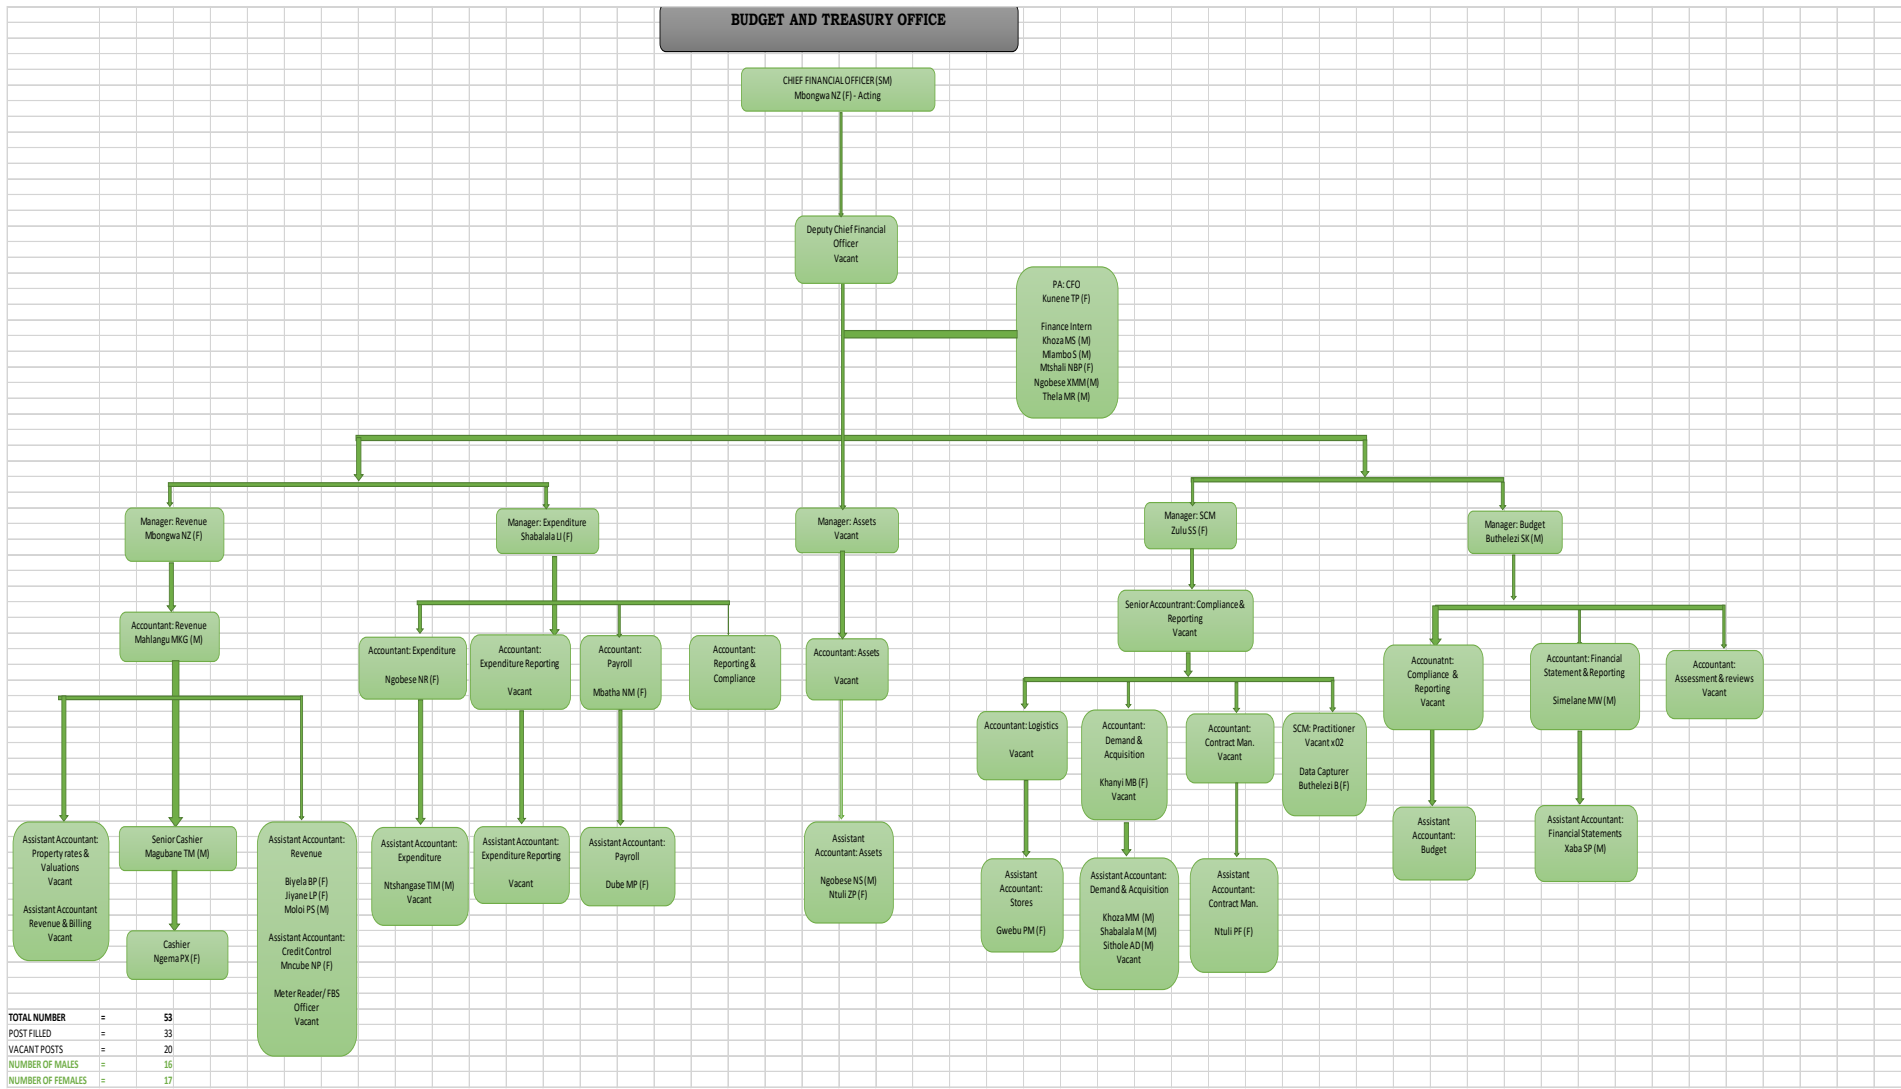 BUDGET AND TREASURY OFFICE
CHIEF FINANCIAL OFFICER (SM)
Mbongwa NZ (F) - Acting
Deputy Chief Financial
Officer
Vacant
PA: CFO
Kunene TP (F)
Finance Intern
Khoza MS (M)
Mlambo S (M)
Mtshali NBP (F)
Ngobese XMM (M)
Thela MR (M)
Manager: Revenue
Mbongwa NZ (F)
Manager: Expenditure
Shabalala LI (F)
Manager: Assets
Vacant
Manager: SCM
Zulu SS (F)
Manager: Budget
Buthelezi SK (M)
Accountant: Revenue
Mahlangu MKG (M)
Accountant: Expenditure
Ngobese NR (F)
Accountant:
Expenditure Reporting
Vacant
Accountant:
Payroll
Mbatha NM (F)
Accountant:
Reporting &
Compliance
Accountant: Assets
Vacant
Senior Accountrant: Compliance &
Reporting
Vacant
Accounatnt:
Compliance &
Reporting
Vacant
Accountant: Financial
Statement & Reporting
Simelane MW (M)
Accountant:
Assessment & reviews
Vacant
Accountant: Logistics
Vacant
Accountant:
Demand &
Acquisition
Khanyi MB (F)
Vacant
Accountant:
Contract Man.
Vacant
SCM: Practitioner
Vacant x02
Data Capturer
Buthelezi B (F)
Assistant Accountant:
Property rates &
Valuations
Vacant
Assistant Accountant
Revenue & Billing
Vacant
Senior Cashier
Magubane TM (M)
Cashier
Ngema PX (F)
Assistant Accountant:
Revenue
Biyela BP (F)
Jiyane LP (F)
Moloi PS (M)
Assistant Accountant:
Credit Control
Mncube NP (F)
Meter Reader/ FBS
Officer
Vacant
Assistant Accountant:
Expenditure
Ntshangase TIM (M)
Vacant
Assistant Accountant:
Expenditure Reporting
Vacant
Assistant Accountant:
Payroll
Dube MP (F)
Assistant
Accountant: Assets
Ngobese NS (M)
Ntuli ZP (F)
Assistant
Accountant:
Stores
Gwebu PM (F)
Assistant Accountant:
Demand & Acquisition
Khoza MM (M)
Shabalala M (M)
Sithole AD (M)
Vacant
Assistant
Accountant:
Contract Man.
Ntuli PF (F)
Assistant
Accountant:
Budget
Assistant Accountant:
Financial Statements
Xaba SP (M)
TOTAL NUMBER = 53
POST FILLED = 33
VACANT POSTS = 20
NUMBER OF MALES = 16
NUMBER OF FEMALES = 17